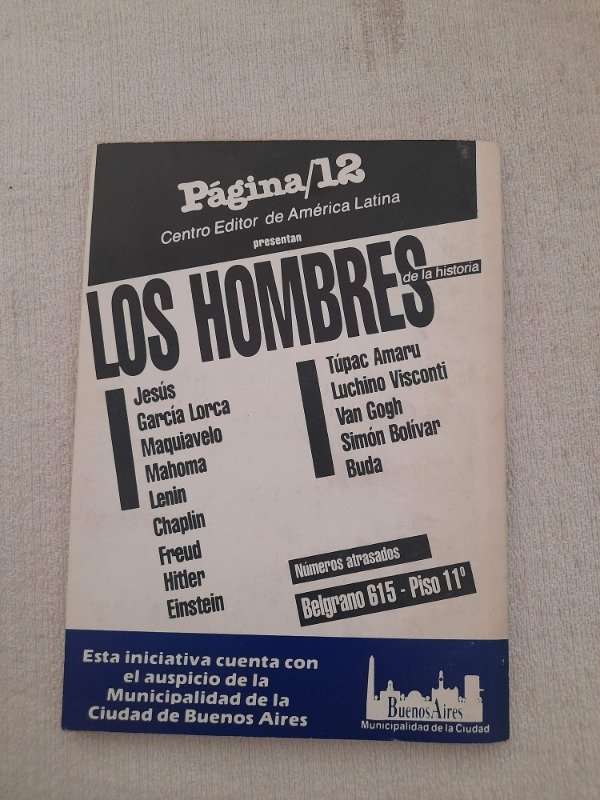 Página/12
Centro Editor de América Latina
presentan
LOS HOMBRES
de la historia
Jesús
García Lorca
Maquiavelo
Mahoma
Lenin
Chaplin
Freud
Hitler
Einstein
Túpac Amaru
Luchino Visconti
Van Gogh
Simón Bolívar
Buda
Números atrasados
Belgrano 615 - Piso 11º
Esta iniciativa cuenta con
el auspicio de la
Municipalidad de la
Ciudad de Buenos Aires
Buenos Aires
Municipalidad de la Ciudad